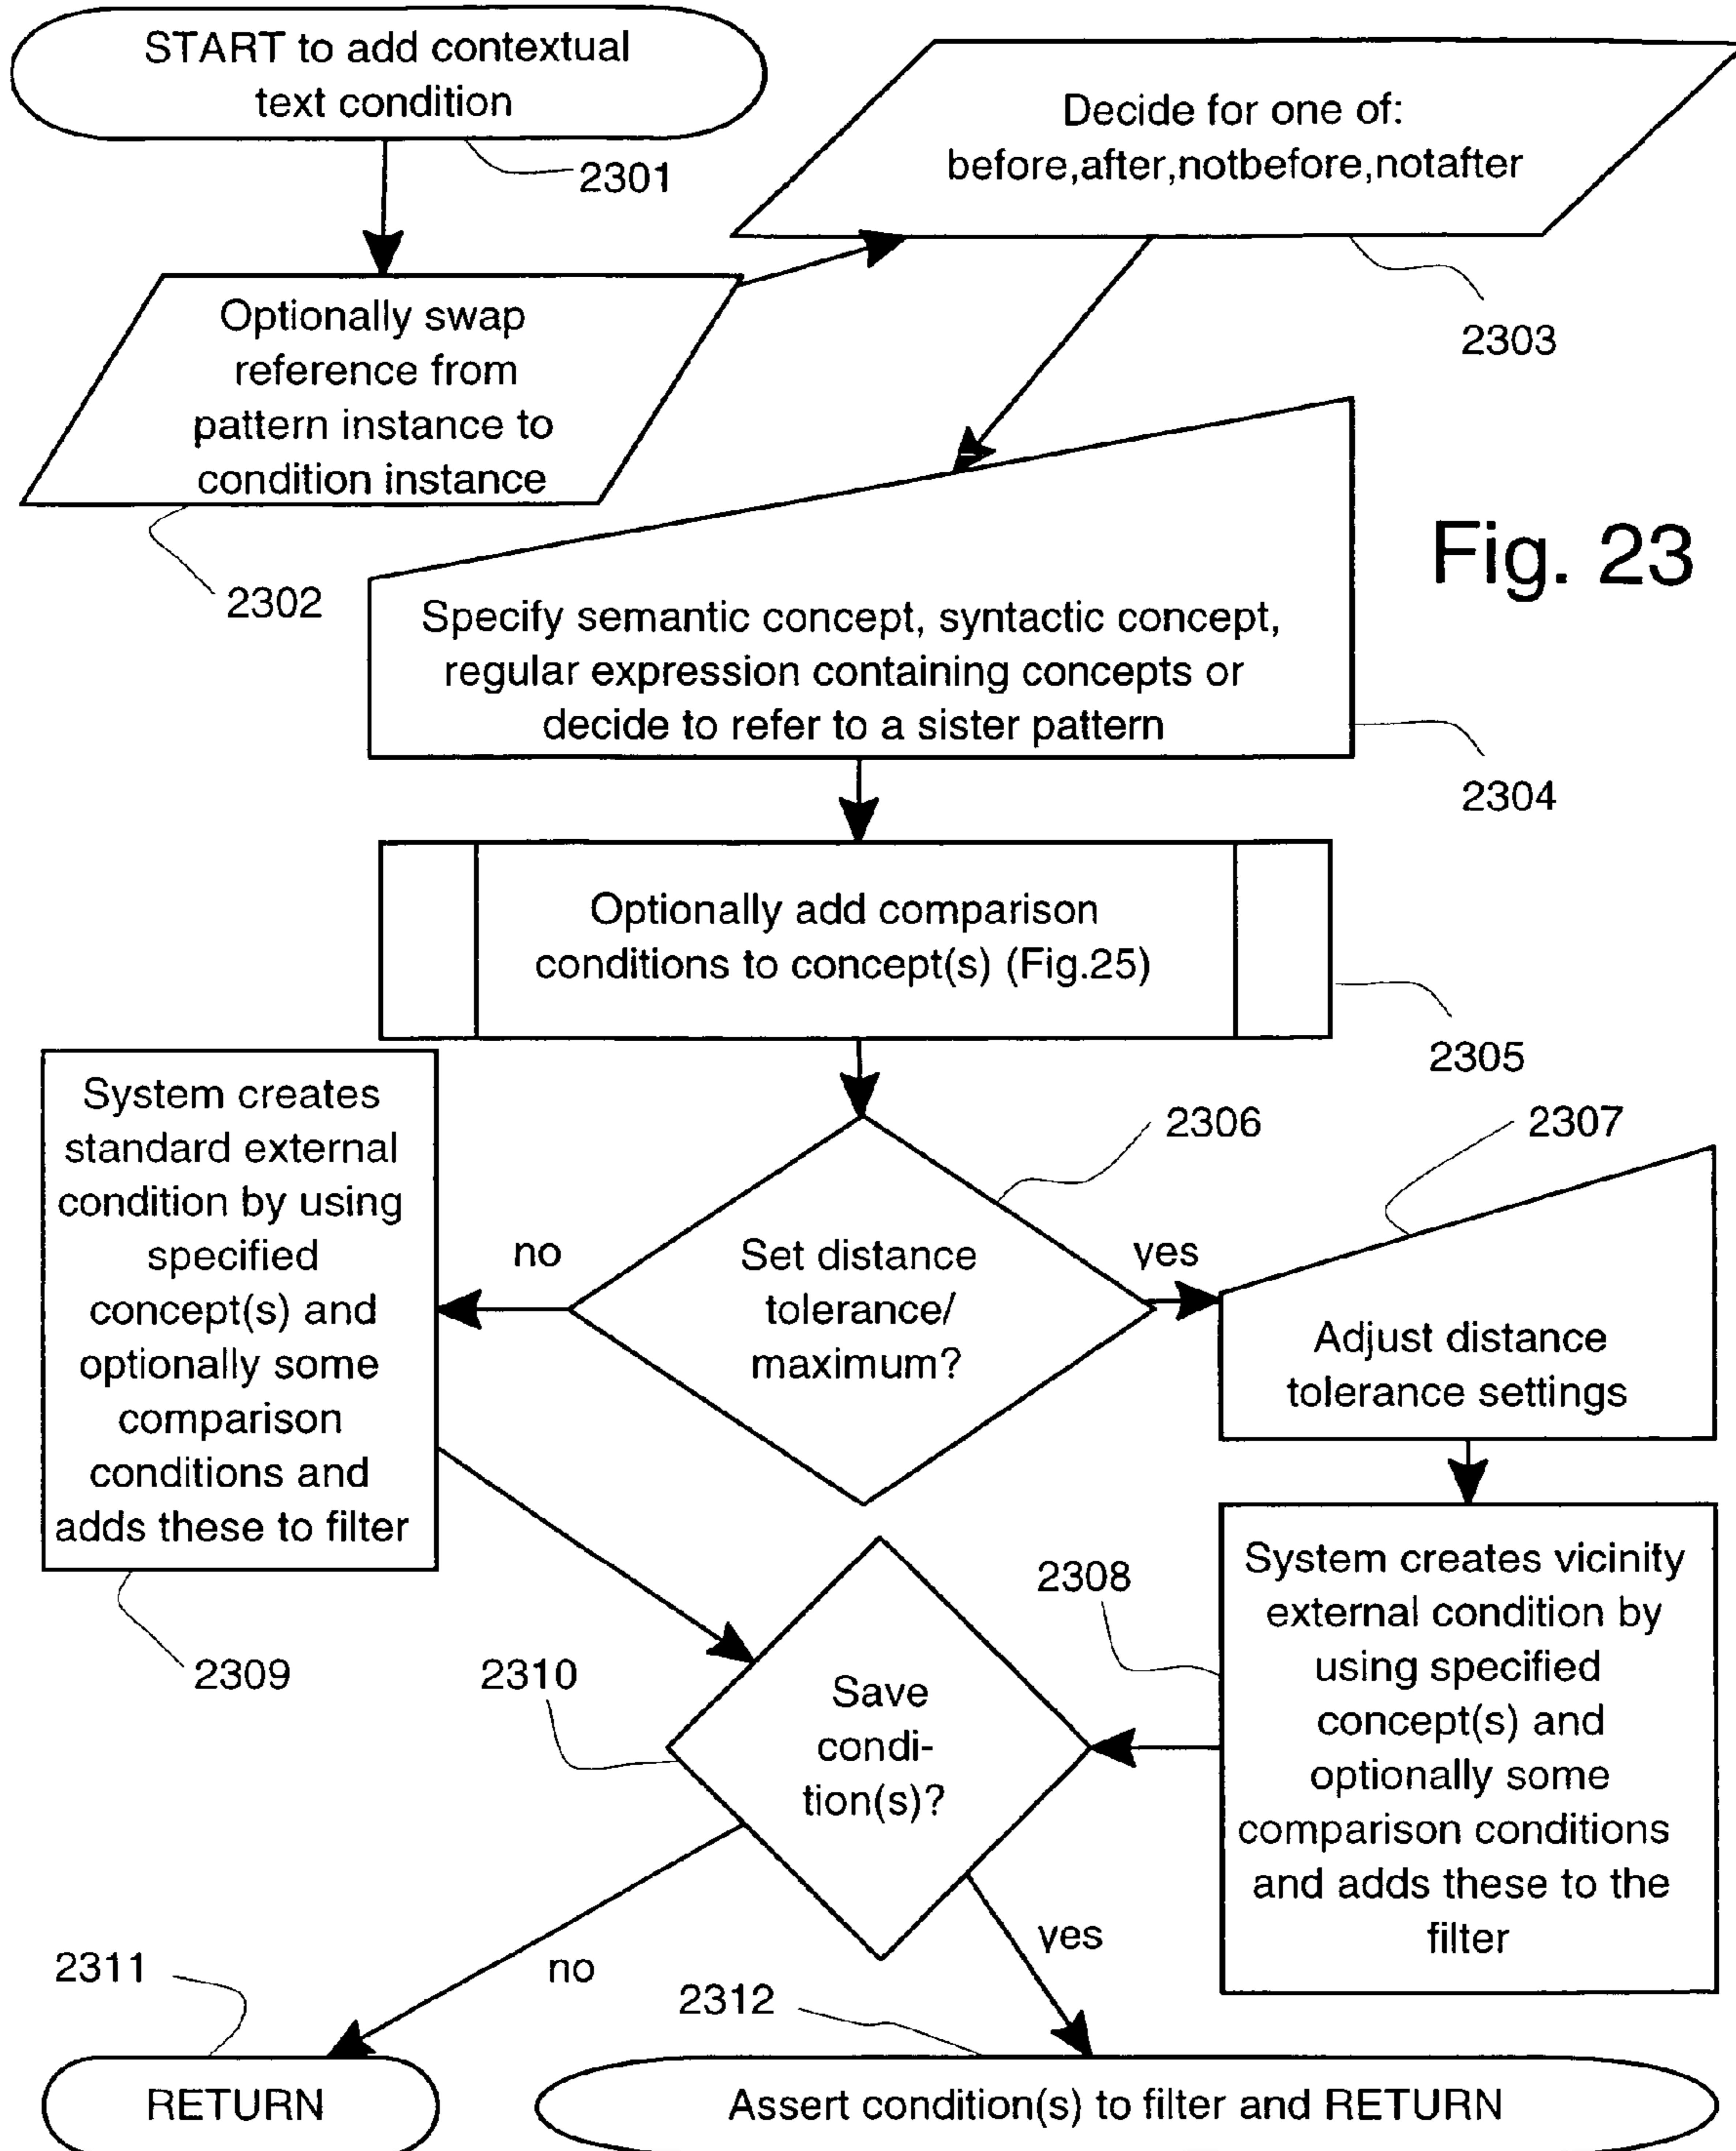 START to add contextual
text condition
2301
Decide for one of:
before,after,notbefore,notafter
2303
Optionally swap
reference from
pattern instance to
condition instance
2302
Fig. 23
Specify semantic concept, syntactic concept,
regular expression containing concepts or
decide to refer to a sister pattern
2304
Optionally add comparison
conditions to concept(s) (Fig.25)
2305
2306
Set distance
tolerance/
maximum?
no
yes
2307
Adjust distance
tolerance settings
System creates
standard external
condition by using
specified
concept(s) and
optionally some
comparison
conditions and
adds these to filter
2309
2308
System creates vicinity
external condition by
using specified
concept(s) and
optionally some
comparison conditions
and adds these to the
filter
2310
Save
condi-
tion(s)?
no
yes
2311
RETURN
2312
Assert condition(s) to filter and RETURN